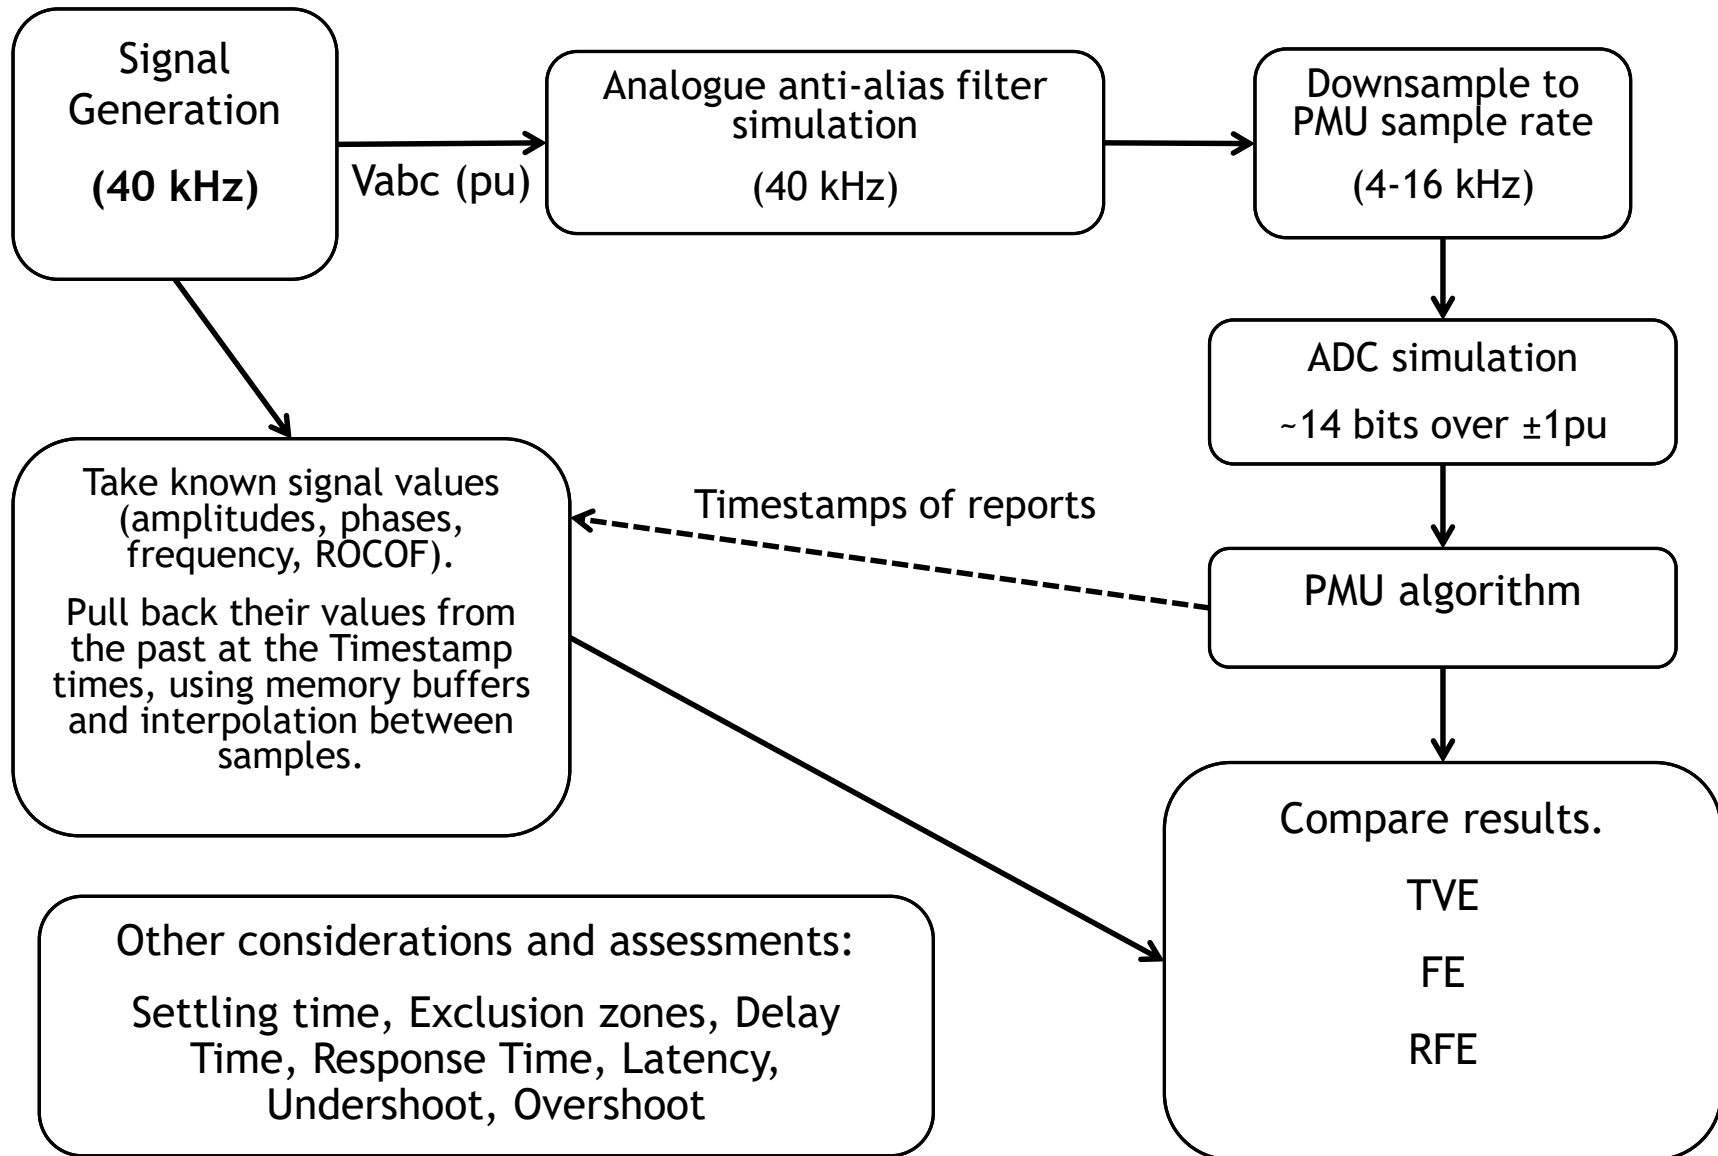 Signal
Generation
(40 kHz)
Vabc (pu)
Analogue anti-alias filter
simulation
(40 kHz)
Downsample to
PMU sample rate
(4-16 kHz)
ADC simulation
~14 bits over ±1pu
Timestamps of reports
PMU algorithm
Take known signal values
(amplitudes, phases,
frequency, ROCOF).
Pull back their values from
the past at the Timestamp
times, using memory buffers
and interpolation between
samples.
Compare results.
TVE
FE
RFE
Other considerations and assessments:
Settling time, Exclusion zones, Delay
Time, Response Time, Latency,
Undershoot, Overshoot